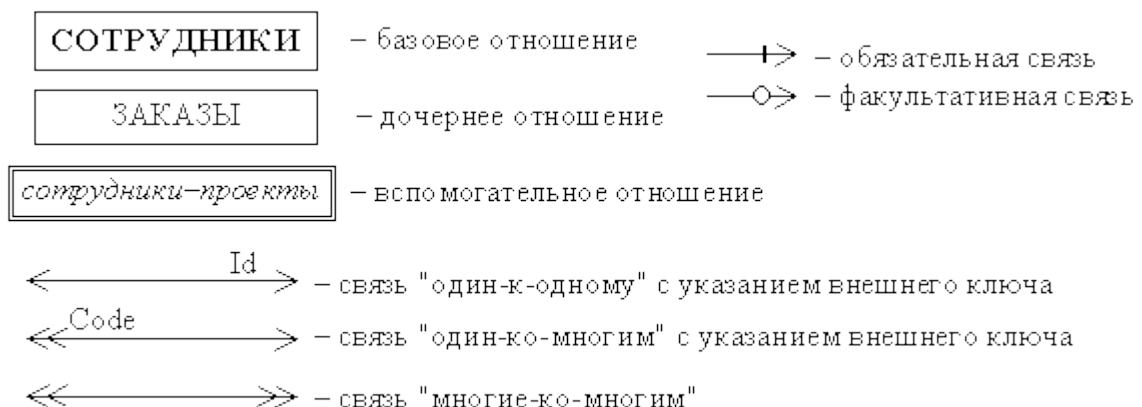 СОТРУДНИКИ – базовое отношение
– обязательная связь
– факультативная связь
ЗАКАЗЫ – дочернее отношение
сотрудники–проекты – вспомогательное отношение
Id – связь "один-к-одному" с указанием внешнего ключа
Code – связь "один-ко-многим" с указанием внешнего ключа
– связь "многие-ко-многим"